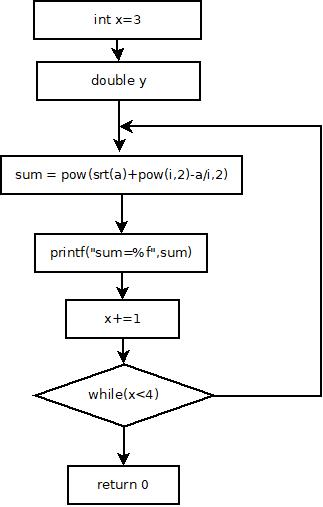 int x=3
double y
sum = pow(srt(a)+pow(i,2)-a/i,2)
printf("sum=%f",sum)
x+=1
while(x<4)
return 0